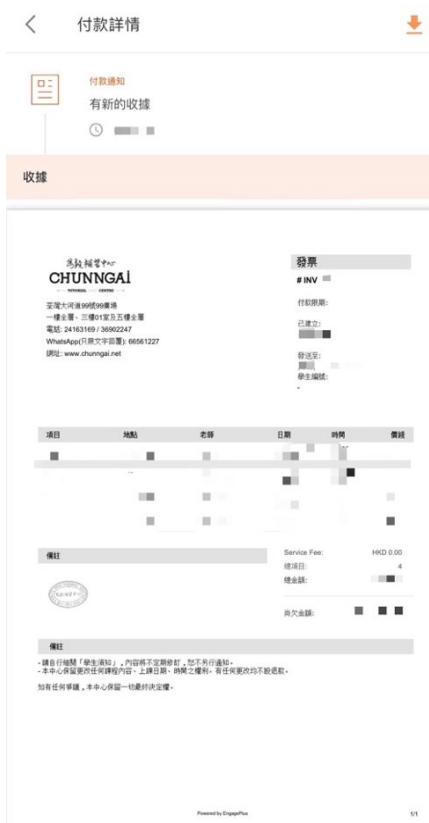 付款詳情
付款通知
有新的收據
收據
CHUNNGAI
TUTORIAL CENTRE
荃灣大河道99號99廣場
一樓全層、三樓01室及五樓全層
電話: 24163169 / 36902247
WhatsApp(只限文字回覆): 66561227
網址: www.chunngai.net
發票
# INV
付款限期:
已建立:
發送至:
學生編號:
-
項目 地點 老師 日期 時間 價錢
備註
Service Fee: HKD 0.00
總項目: 4
總金額:
尚欠金額:
備註
- 請自行細閱「學生須知」，內容將不定期修訂，恕不另行通知。
- 本中心保留更改任何課程內容、上課日期、時間之權利。有任何更改均不設退款。
如有任何爭議，本中心保留一切最終決定權。
Powered by EngagePlus
1/1